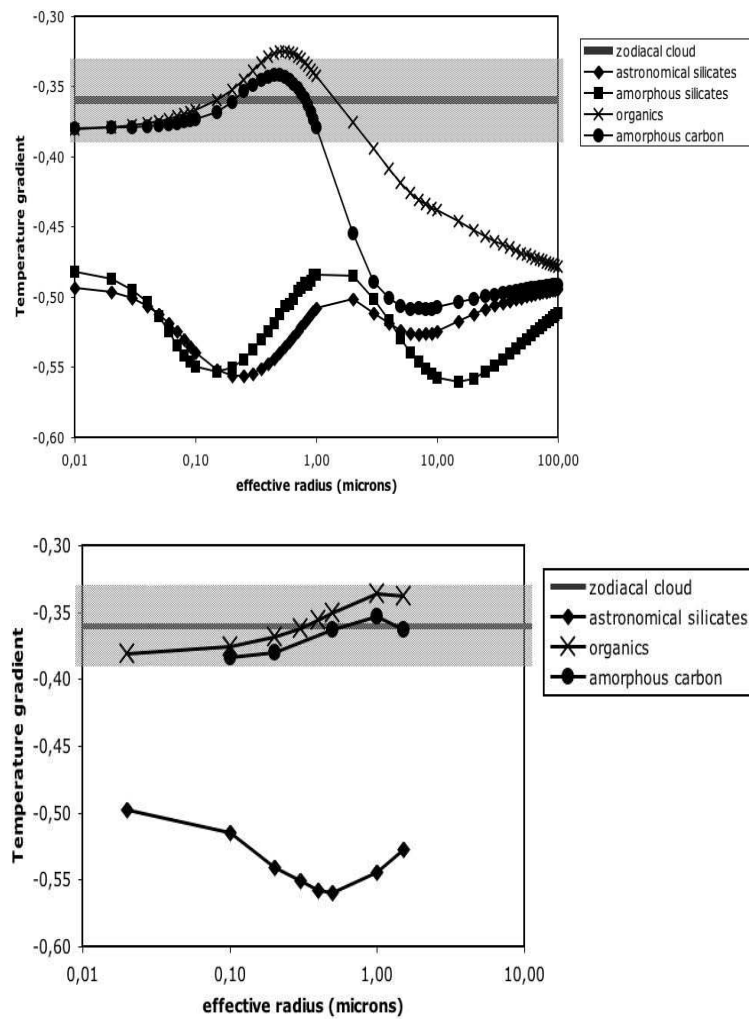 -0,30
-0,35
-0,40
-0,45
-0,50
-0,55
-0,60
Temperature gradient
0,01
0,10
1,00
10,00
100,00
effective radius (microns)
zodiacal cloud
astronomical silicates
amorphous silicates
organics
amorphous carbon
-0,30
-0,35
-0,40
-0,45
-0,50
-0,55
-0,60
Temperature gradient
0,01
0,10
1,00
10,00
effective radius (microns)
zodiacal cloud
astronomical silicates
organics
amorphous carbon